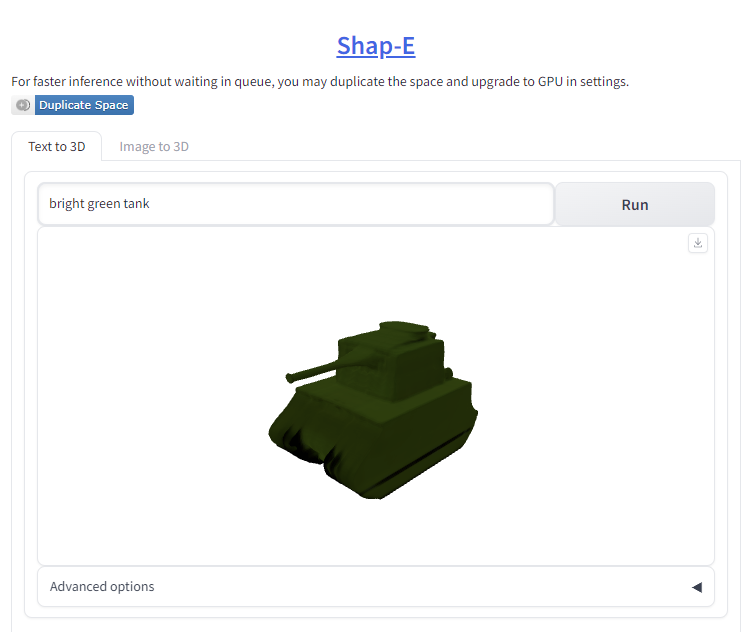 Shap-E
For faster inference without waiting in queue, you may duplicate the space and upgrade to GPU in settings.
Duplicate Space
Text to 3D
Image to 3D
bright green tank
Run
Advanced options